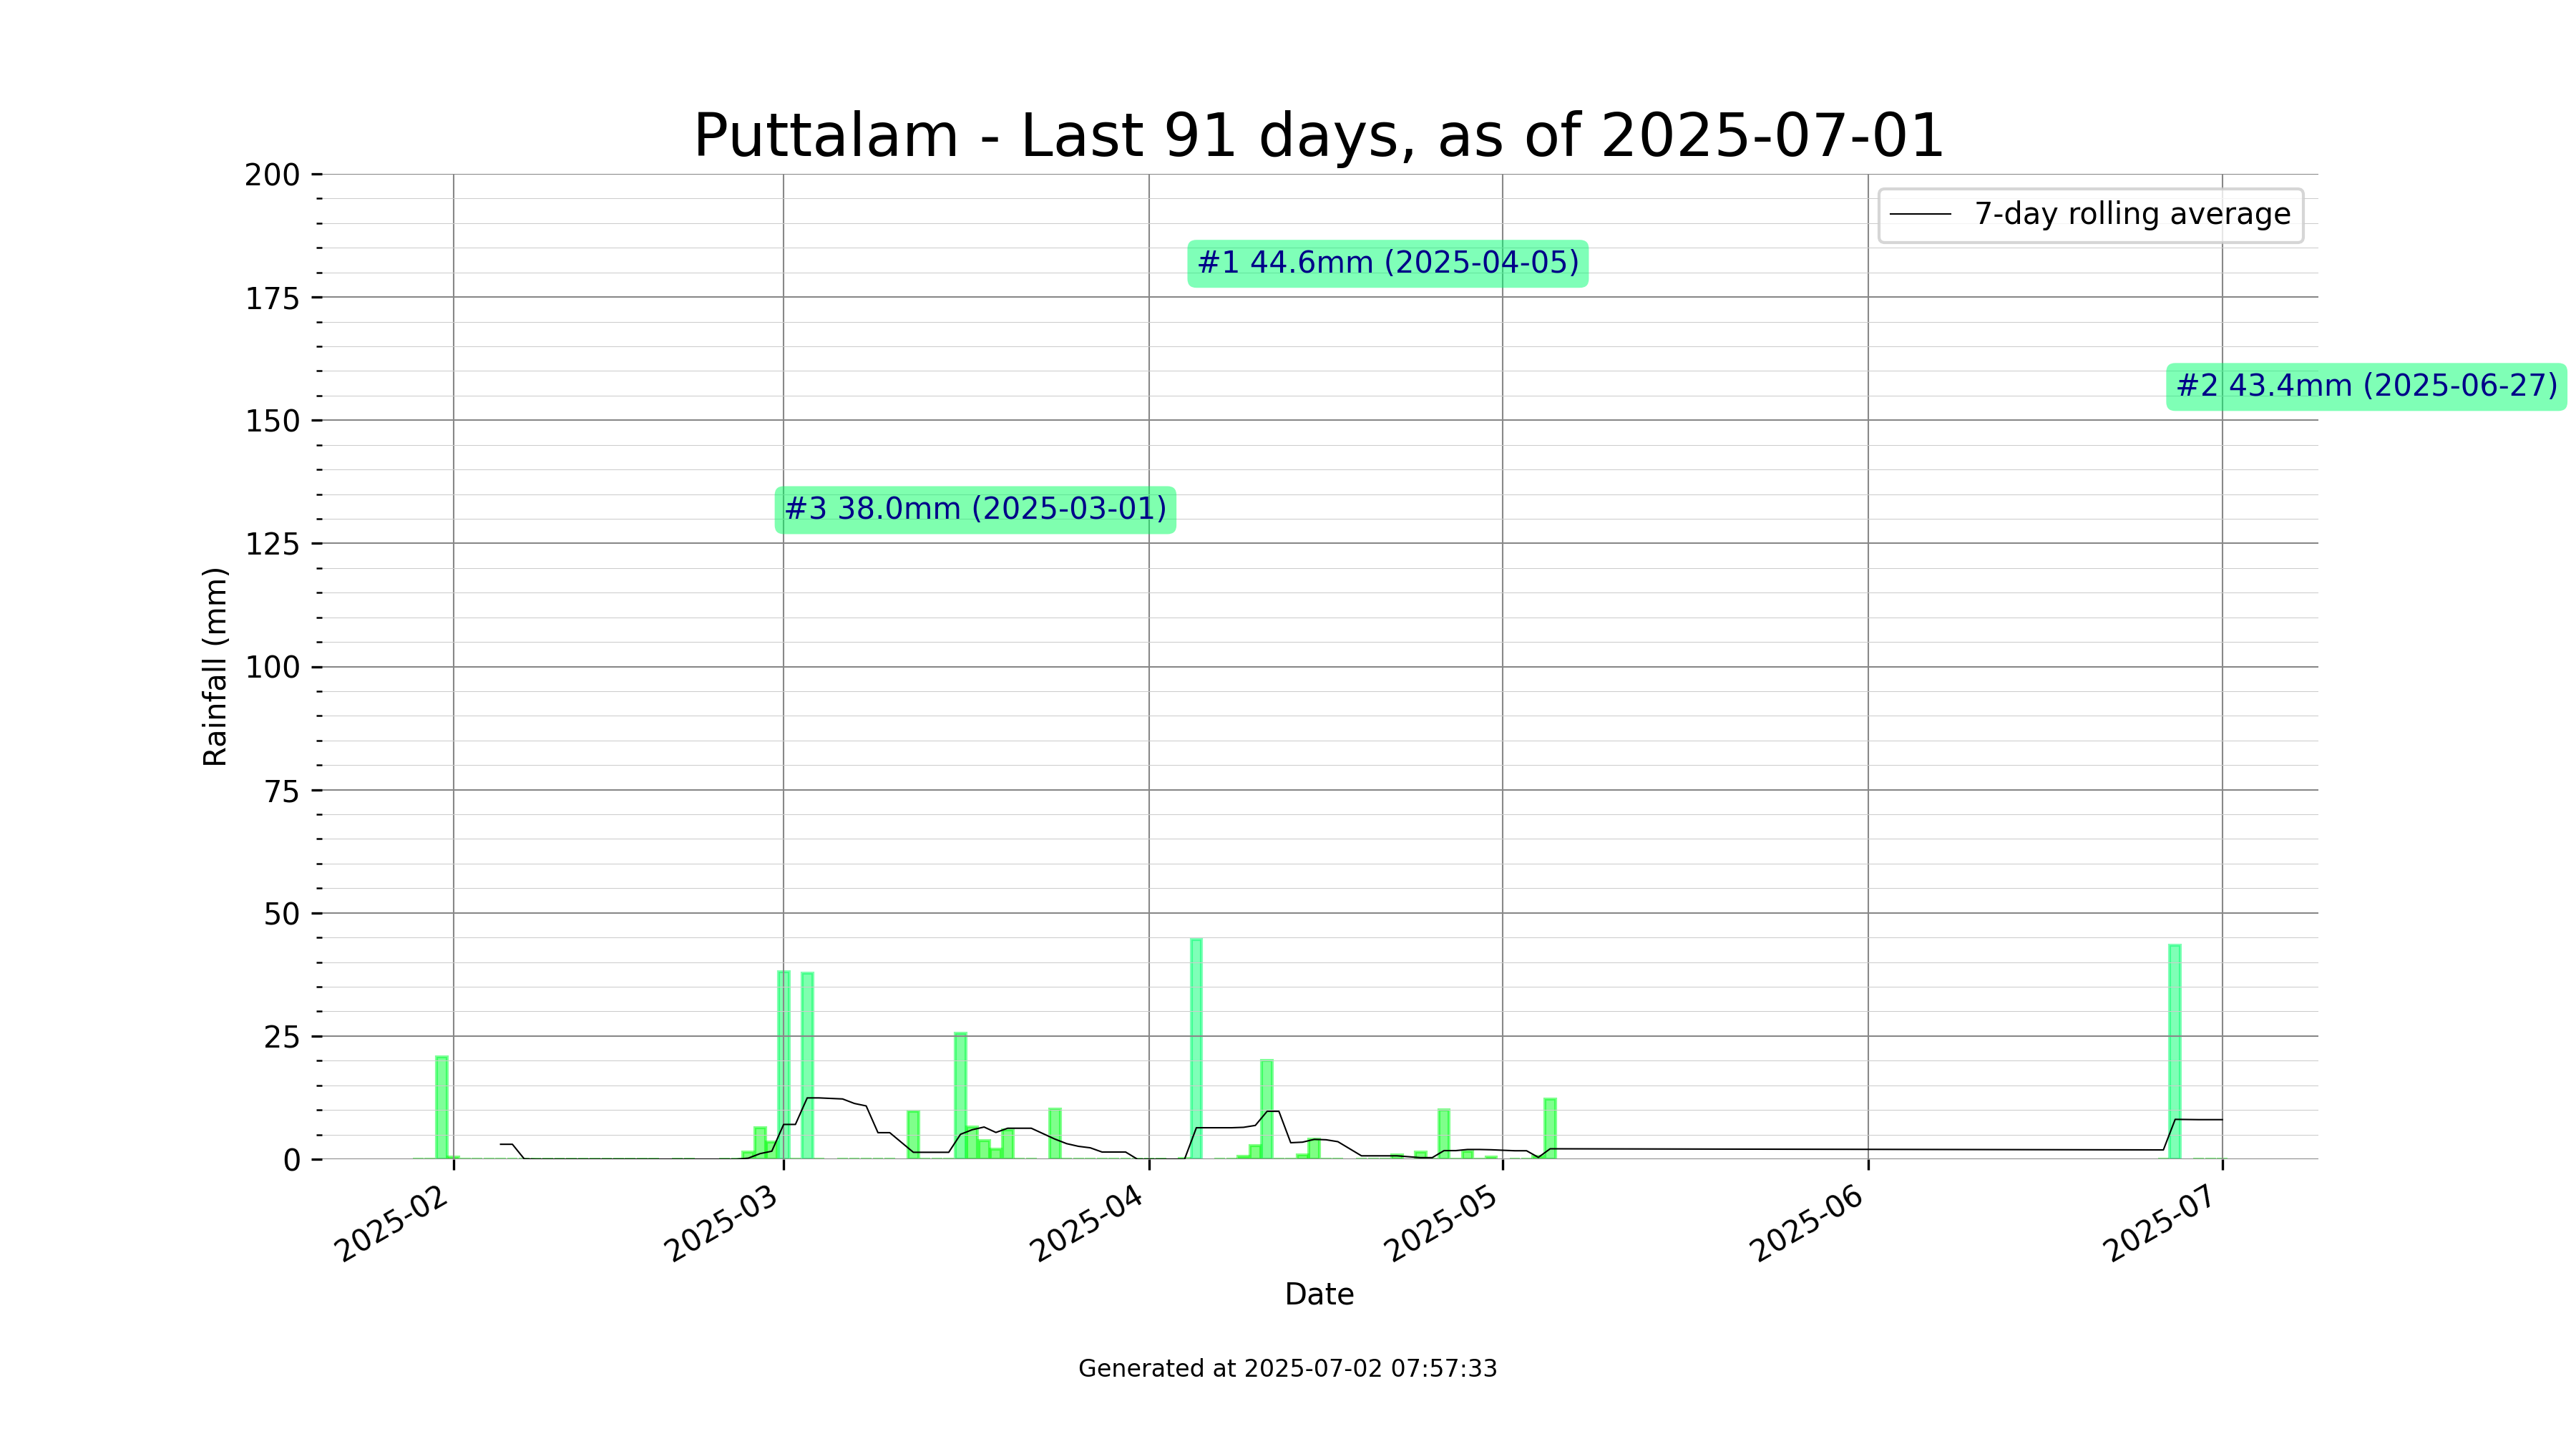 Puttalam - Last 91 days, as of 2025-07-01
7-day rolling average
#1 44.6mm (2025-04-05)
#2 43.4mm (2025-06-27)
#3 38.0mm (2025-03-01)
Rainfall (mm)
200
175
150
125
100
75
50
25
0
2025-02
2025-03
2025-04
2025-05
2025-06
2025-07
Date
Generated at 2025-07-02 07:57:33